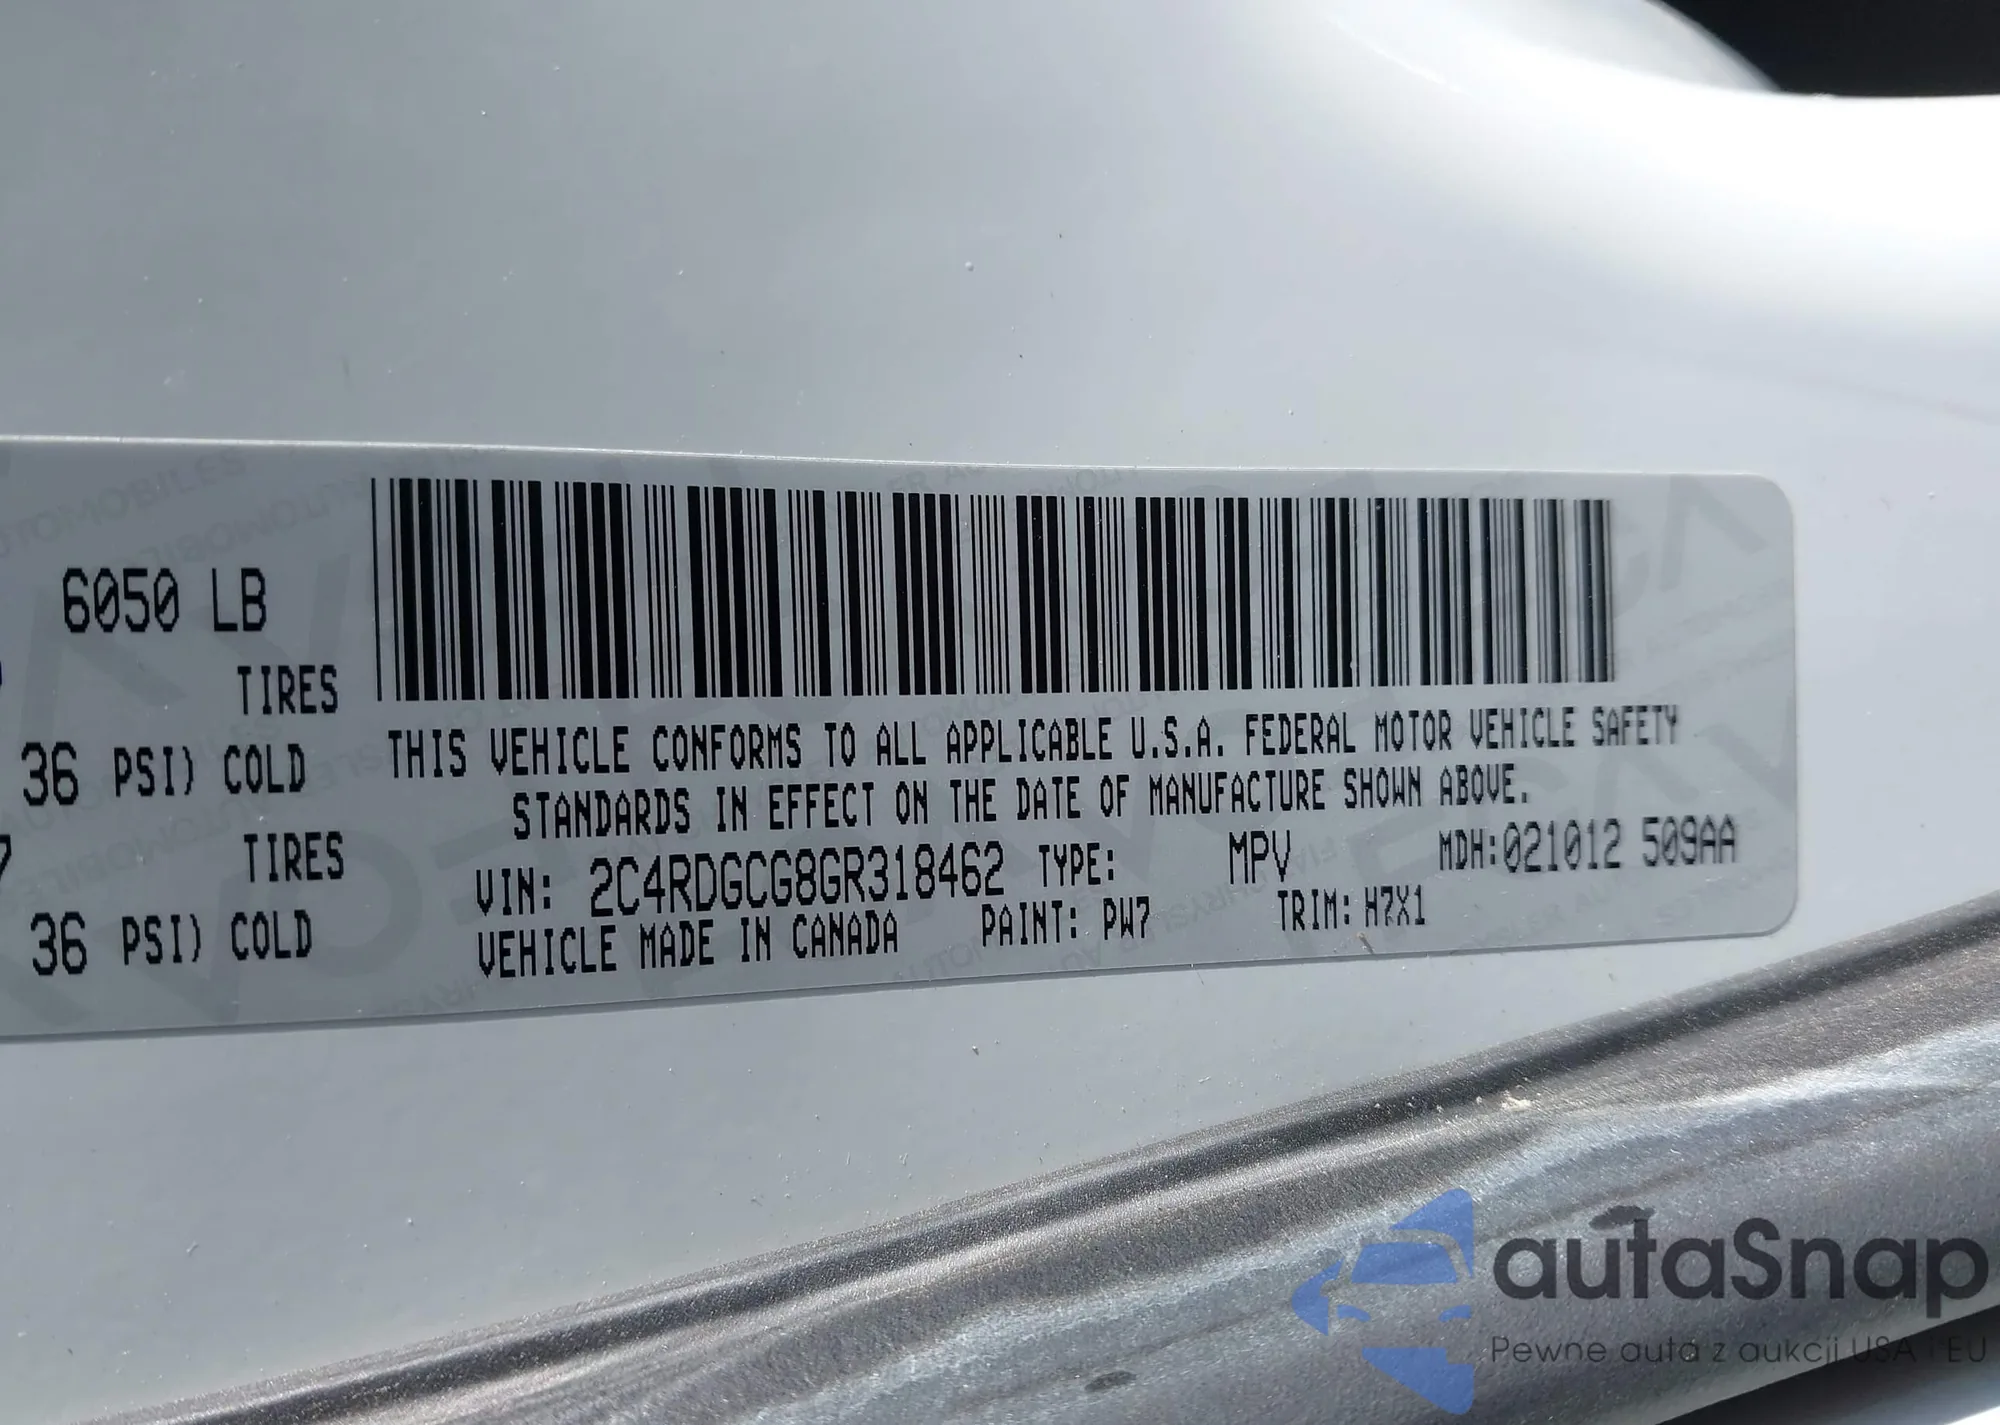 6050 LB
TIRES
36 PSI) COLD
7 TIRES
36 PSI) COLD
THIS VEHICLE CONFORMS TO ALL APPLICABLE U.S.A. FEDERAL MOTOR VEHICLE SAFETY
STANDARDS IN EFFECT ON THE DATE OF MANUFACTURE SHOWN ABOVE.
VIN: 2C4RDGCG8GR318462 TYPE: MPV MDH:021012 509AA
VEHICLE MADE IN CANADA PAINT: PW7 TRIM: H7X1
autaSnap
Pewne auta z aukcji USA i EU